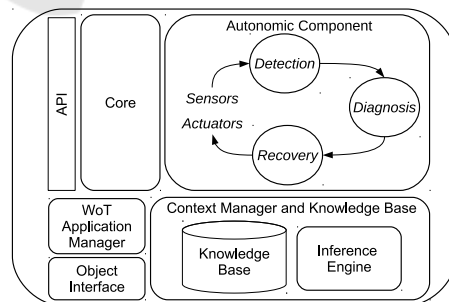 Autonomic Component
API
Core
Detection
Sensors
Actuators
Diagnosis
Recovery
WoT
Application
Manager
Object
Interface
Context Manager and Knowledge Base
Knowledge
Base
Inference
Engine